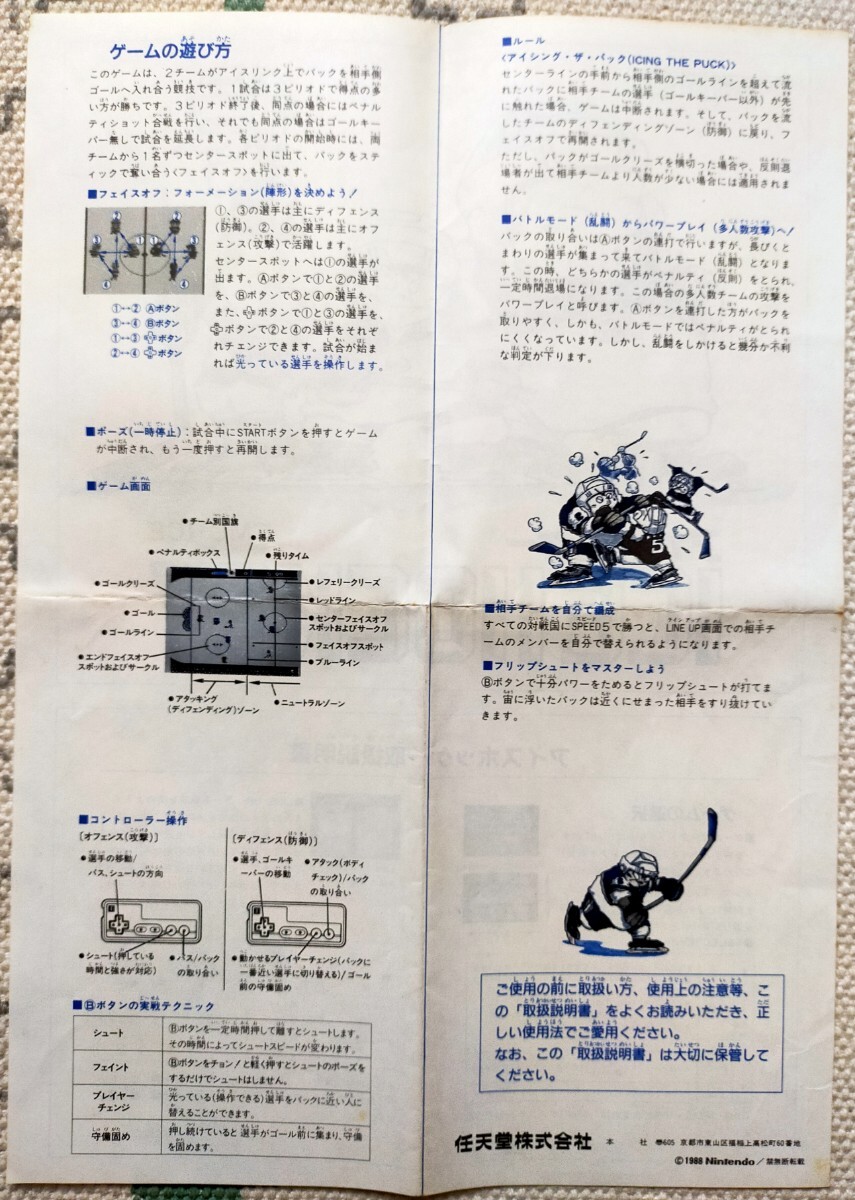 ゲームの遊び方
このゲームは、2チームがアイスリンク上でパックを相手側
ゴールへ入れ合う競技です。1試合は3ピリオドで得点の多
い方が勝ちです。3ピリオド終了後、同点の場合にはペナル
ティショット合戦を行い、それでも同点の場合はゴールキー
パー無しで試合を延長します。各ピリオドの開始時には、両
チームから1名ずつセンタースポットに出て、パックをステ
ィックで奪い合う〈フェイスオフ〉を行います。
■フェイスオフ：フォーメーション(陣形)を決めよう！
①、③の選手は主にディフェンス
(防御)。②、④の選手は主にオフ
ェンス(攻撃)で活躍します。
センタースポットへは①の選手が
出ます。Ⓐボタンで①と②の選手
を、Ⓑボタンで③と④の選手を、
また、ボタンで①と③の選手を、
ボタンで②と④の選手をそれぞ
れチェンジできます。試合が始ま
れば光っている選手を操作します。
①↔② Ⓐボタン
③↔④ Ⓑボタン
①↔③ ボタン
②↔④ ボタン
■ポーズ(一時停止)：試合中にSTARTボタンを押すとゲーム
が中断され、もう一度押すと再開します。
■ゲーム画面
●チーム別国旗
●得点
●ペナルティボックス
●残りタイム
●ゴールクリーズ
●レフェリークリーズ
●レッドライン
●ゴール
●センターフェイスオフ
スポットおよびサークル
●ゴールライン
●フェイスオフスポット
●エンドフェイスオフ
スポットおよびサークル
●ブルーライン
●アタッキング
(ディフェンディング)ゾーン
●ニュートラルゾーン
■コントローラー操作
[オフェンス(攻撃)]
●選手の移動/
パス、シュートの方向
●シュート(押している
時間と強さが対応)
●パス/パック
の取り合い
[ディフェンス(防御)]
●選手、ゴールキ
ーパーの移動
●アタック(ボディ
チェック)/パック
の取り合い
●動かせるプレイヤーチェンジ(パックに
一番近い選手に切り替える)/ゴール
前の守備固め
■Ⓑボタンの実戦テクニック
シュート
Ⓑボタンを一定時間押して離すとシュートします。
その時間によってシュートスピードが変わります。
フェイント
Ⓑボタンをチョン！と軽く押すとシュートのポーズを
するだけでシュートはしません。
プレイヤー
チェンジ
光っている(操作できる)選手をパックに近い人に
替えることができます。
守備固め
押し続けていると選手がゴール前に集まり、守備
を固めます。
■ルール
〈アイシング・ザ・パック(ICING THE PUCK)〉
センターラインの手前から相手側のゴールラインを超えて流
れたパックに相手チームの選手(ゴールキーパー以外)が先
に触れた場合、ゲームは中断されます。そして、パックを流
したチームのディフェンディングゾーン(防御)に戻り、フ
ェイスオフで再開されます。
ただし、パックがゴールクリーズを横切った場合や、反則退
場者が出て相手チームより人数が少ない場合には適用されま
せん。
■バトルモード(乱闘)からパワープレイ(多人数攻撃)へ！
パックの取り合いはⒶボタンの連打で行いますが、長びくと
まわりの選手が集まって来てバトルモード(乱闘)となりま
す。この時、どちらかの選手がペナルティ(反則)をとられ、
一定時間退場になります。この場合の多人数チームの攻撃を
パワープレイと呼びます。Ⓐボタンを連打した方がパックを
取りやすく、しかも、バトルモードではペナルティがとられ
にくくなっています。しかし、乱闘をしかけると幾分か不利
な判定が下ります。
5
■相手チームを自分で編成
すべての対戦国にSPEED5で勝つと、LINE UP画面での相手チ
ームのメンバーを自分で替えられるようになります。
■フリップシュートをマスターしよう
Ⓑボタンで十分パワーをためるとフリップシュートが打てま
す。宙に浮いたパックは近くにせまった相手をすり抜けてい
きます。
ご使用の前に取扱い方、使用上の注意等、こ
の「取扱説明書」をよくお読みいただき、正
しい使用法でご愛用ください。
なお、この「取扱説明書」は大切に保管して
ください。
任天堂株式会社 本 社 〒605 京都市東山区福稲上高松町60番地
©1988 Nintendo／禁無断転載